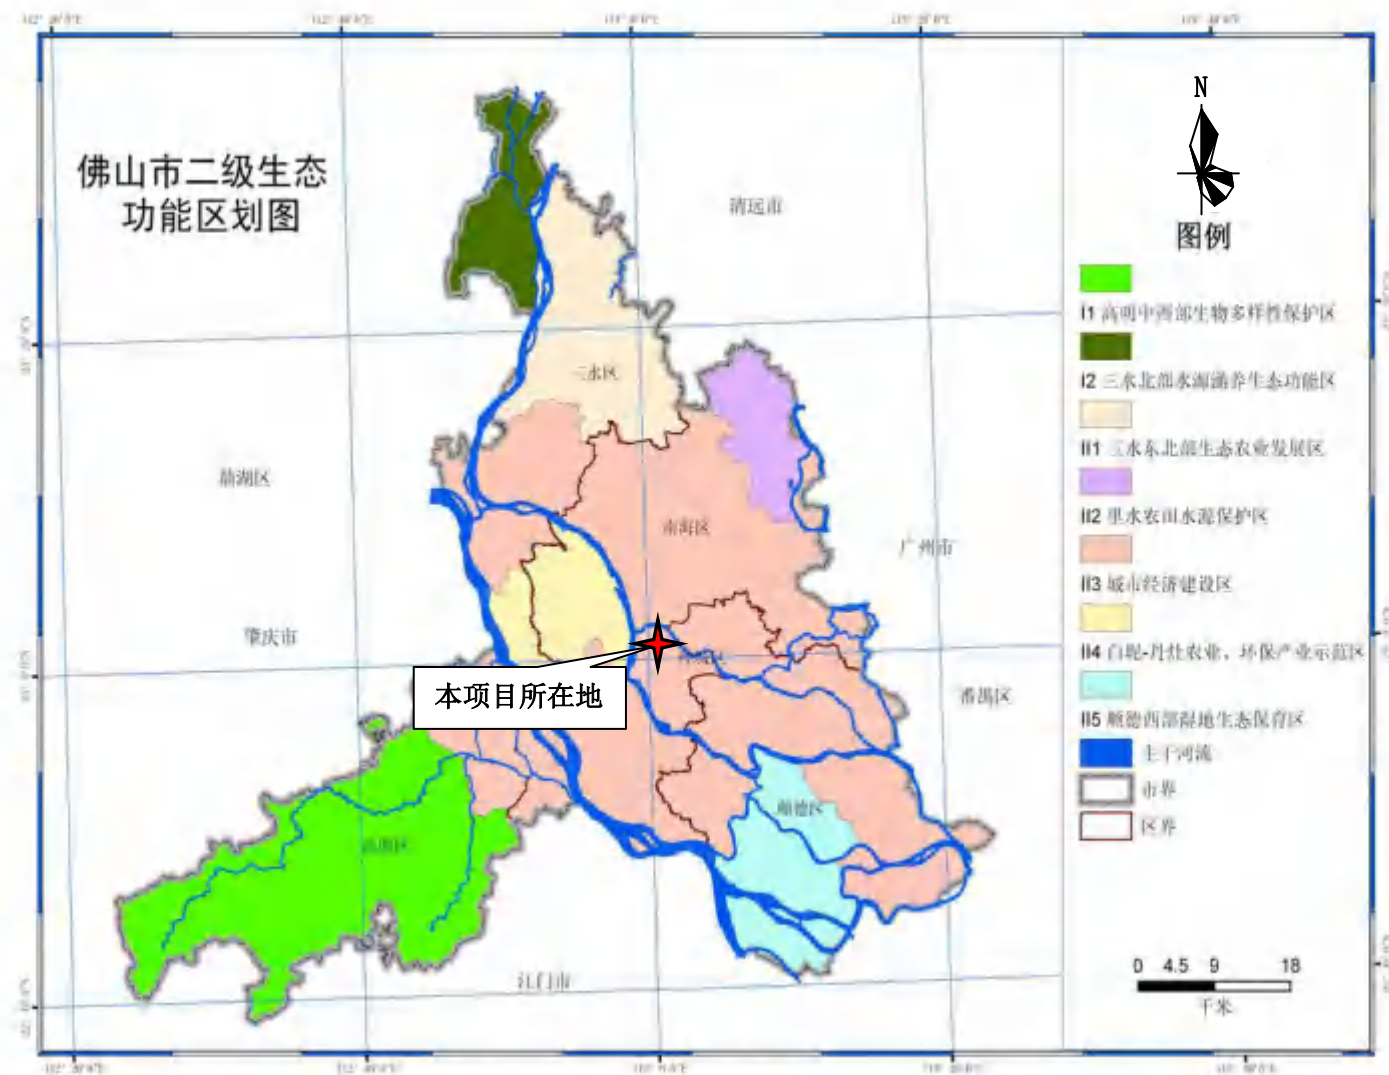 佛山市二级生态
功能区划图
N
图例
清远市
I1 高明中西部生物多样性保护区
I2 三水北部水源涵养生态功能区
三水区
II1 三水东北部生态农业发展区
鼎湖区
II2 里水农田水源保护区
南海区
广州市
II3 城市经济建设区
肇庆市
II4 白坭-丹灶农业、环保产业示范区
本项目所在地
番禺区
II5 顺德西部湿地生态保育区
主干河流
市界
顺德区
区界
高明区
江门市
0 4.5 9 18
千米